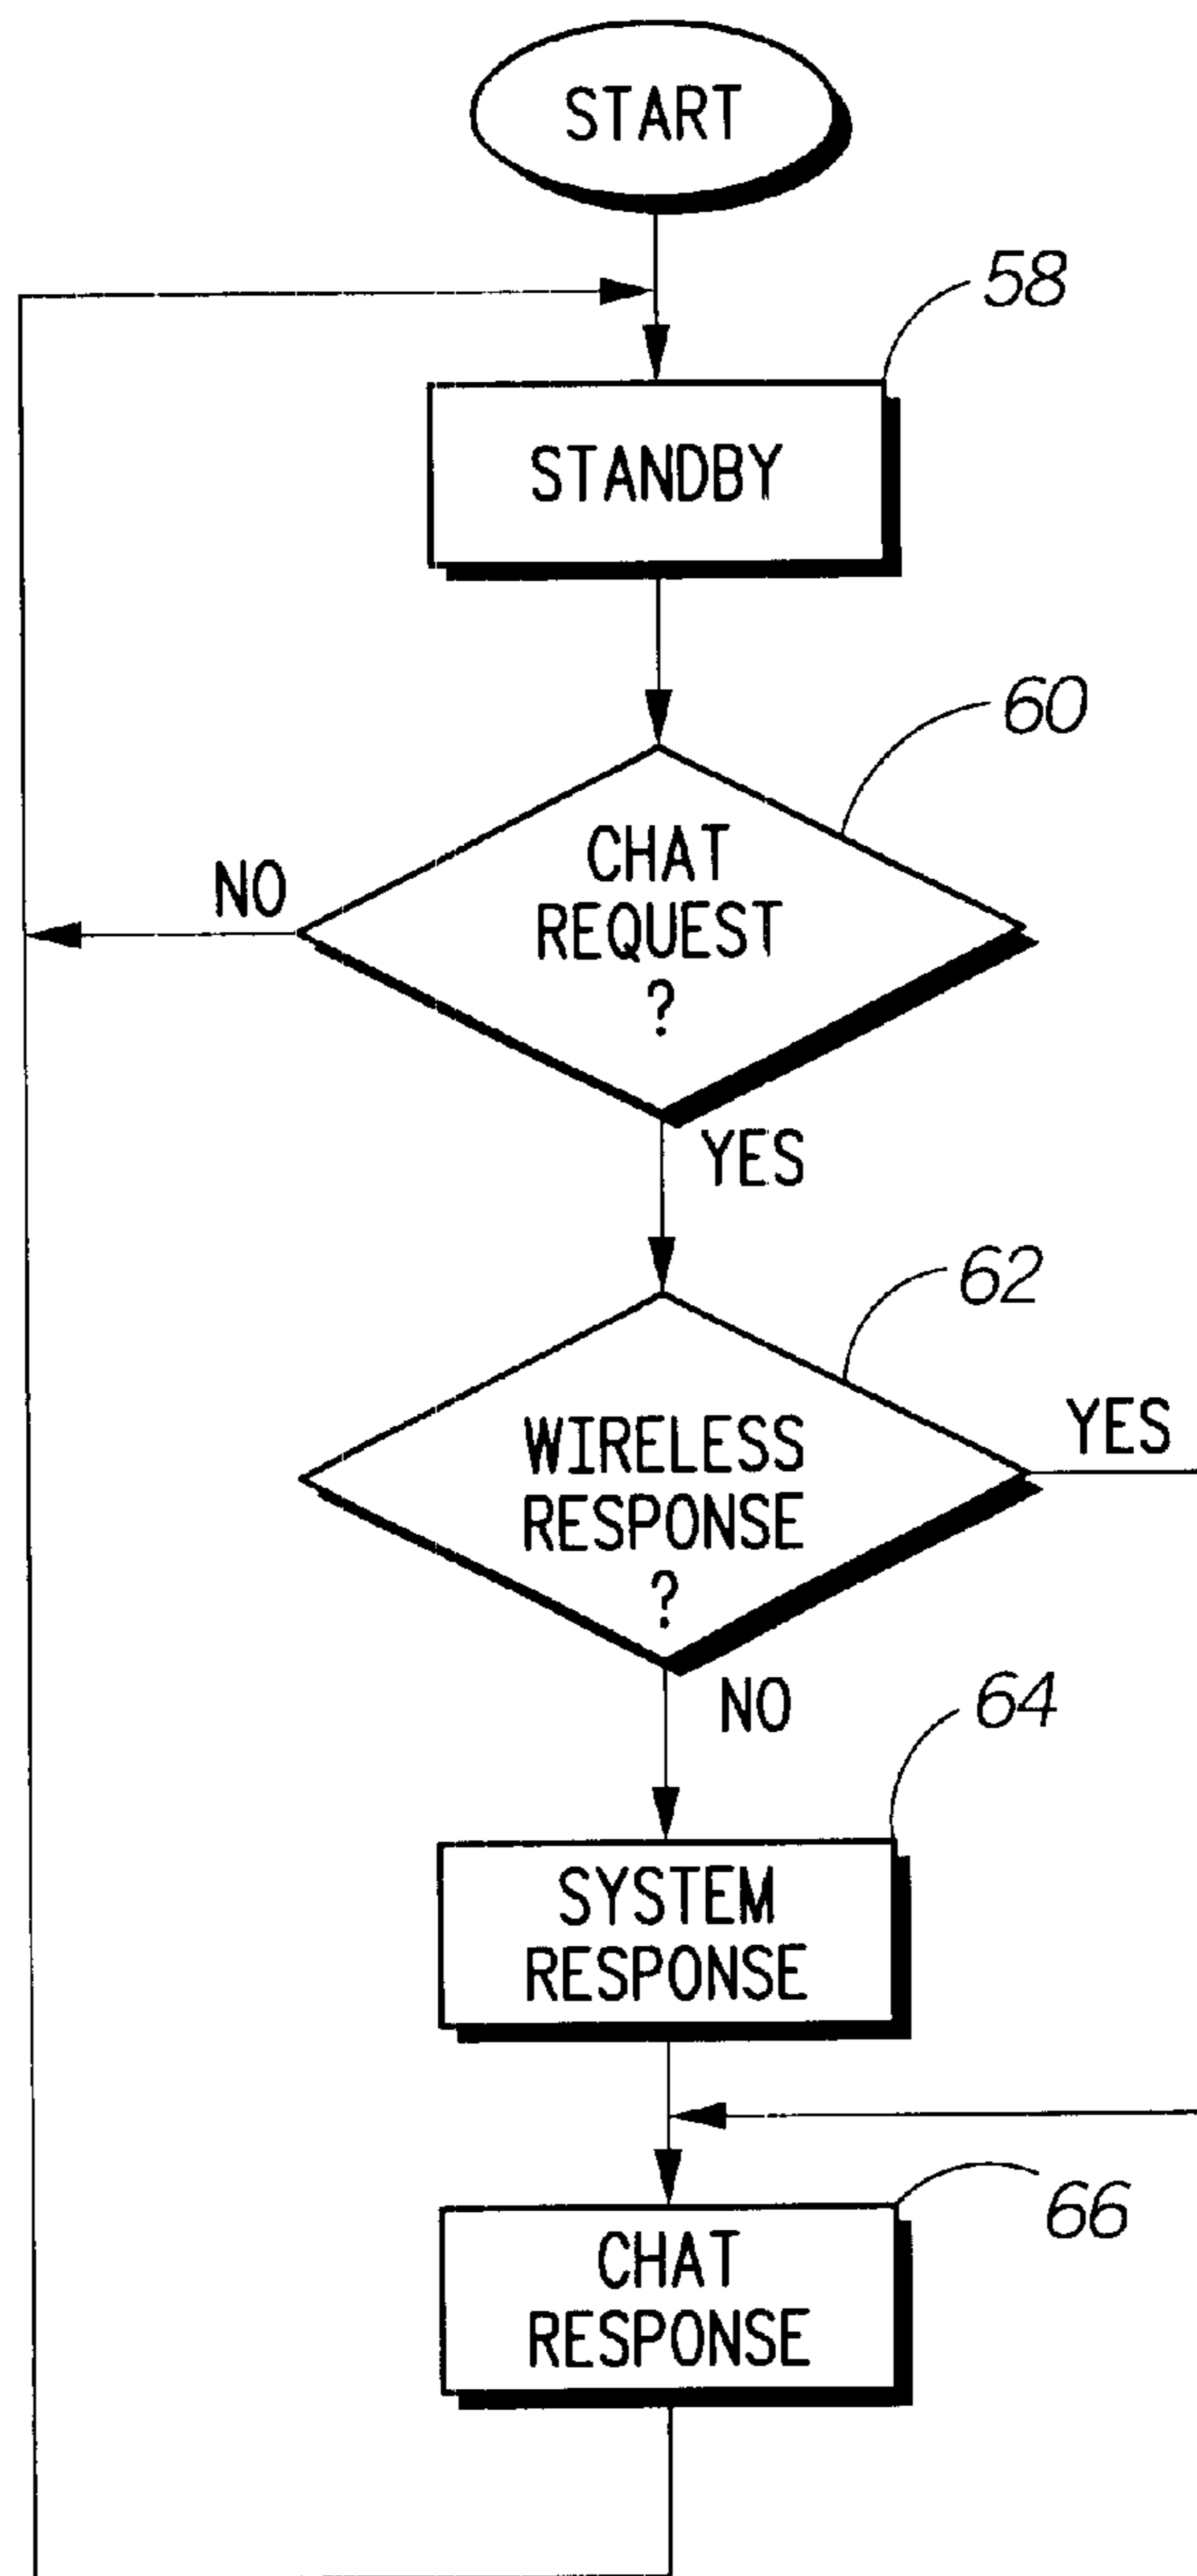 START
58
STANDBY
60
CHAT
REQUEST
?
NO
YES
62
WIRELESS
RESPONSE
?
YES
NO
64
SYSTEM
RESPONSE
66
CHAT
RESPONSE